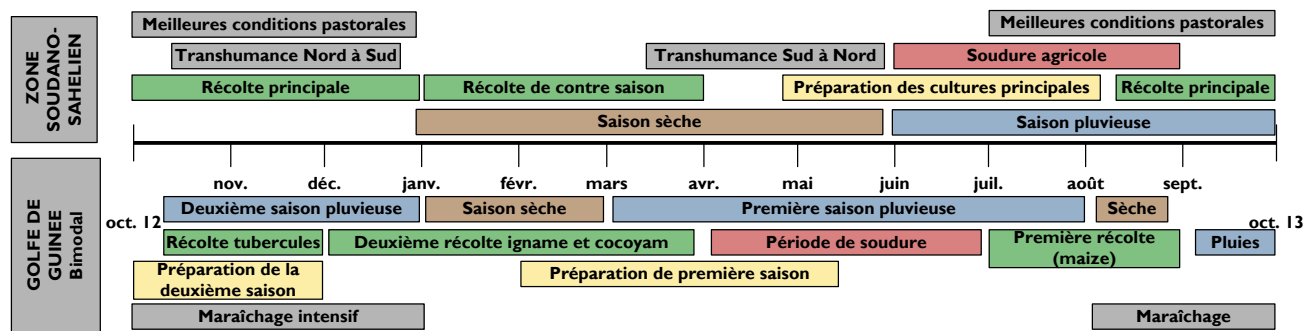 ZONE
SOUDANO-
SAHELIEN
Meilleures conditions pastorales
Meilleures conditions pastorales
Transhumance Nord à Sud
Transhumance Sud à Nord
Soudure agricole
Récolte principale
Récolte de contre saison
Préparation des cultures principales
Récolte principale
Saison sèche
Saison pluvieuse
oct. 12
nov.
déc.
janv.
févr.
mars
avr.
mai
juin
juil.
août
sept.
oct. 13
GOLFE DE
GUINEE
Bimodal
Deuxième saison pluvieuse
Saison sèche
Première saison pluvieuse
Sèche
Récolte tubercules
Deuxième récolte igname et cocoyam
Période de soudure
Première récolte
(maize)
Pluies
Préparation de la
deuxième saison
Préparation de première saison
Maraîchage intensif
Maraîchage